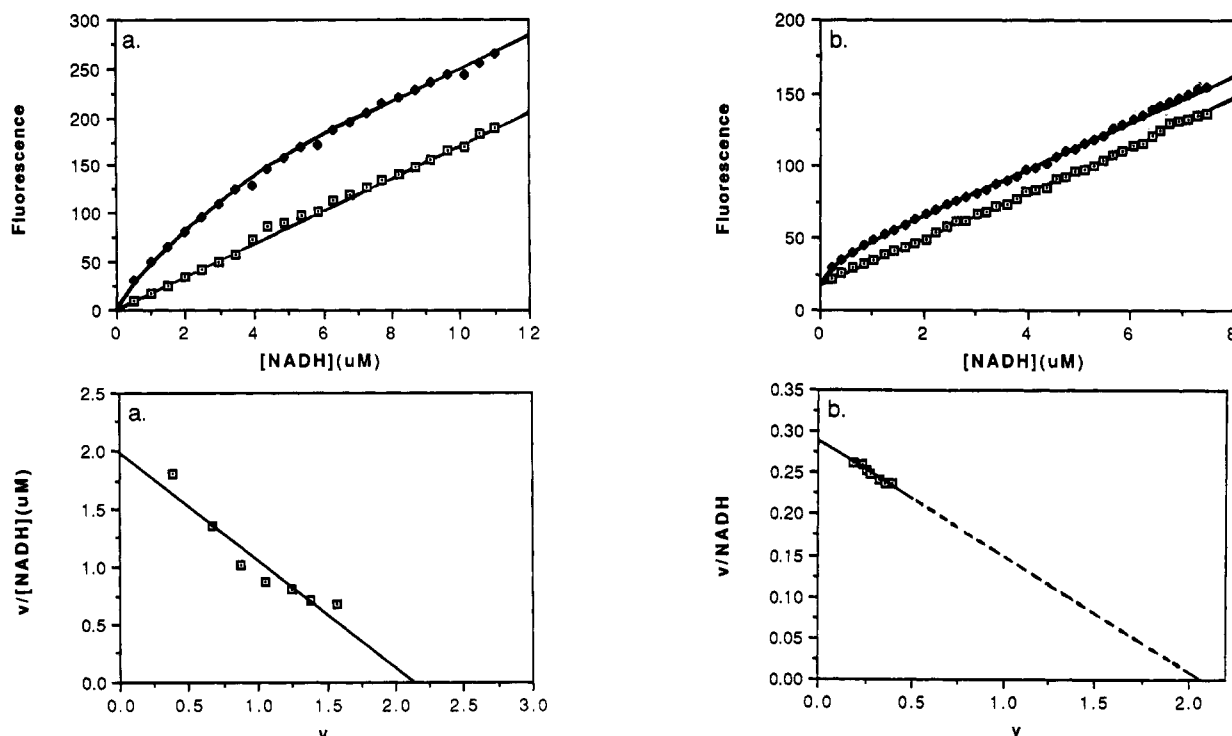 a.
Fluorescence
300
250
200
150
100
50
0
0 2 4 6 8 10 12
[NADH](uM)
b.
Fluorescence
200
150
100
50
0
0 2 4 6 8
[NADH](uM)
a.
v/[NADH](uM)
2.5
2.0
1.5
1.0
0.5
0.0
0.0 0.5 1.0 1.5 2.0 2.5 3.0
v
b.
v/NADH
0.35
0.30
0.25
0.20
0.15
0.10
0.05
0.00
0.0 0.5 1.0 1.5 2.0
v